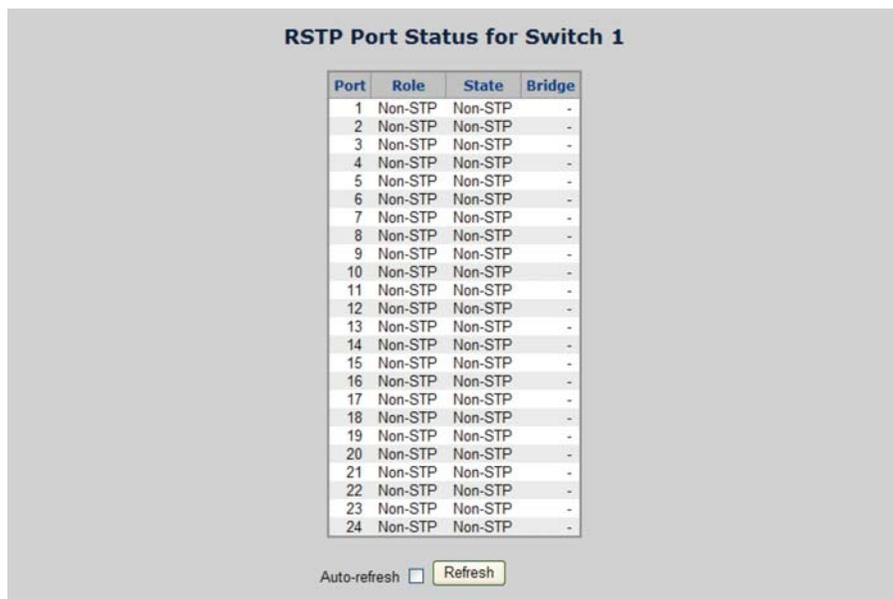 RSTP Port Status for Switch 1
Port Role State Bridge
1 Non-STP Non-STP -
2 Non-STP Non-STP -
3 Non-STP Non-STP -
4 Non-STP Non-STP -
5 Non-STP Non-STP -
6 Non-STP Non-STP -
7 Non-STP Non-STP -
8 Non-STP Non-STP -
9 Non-STP Non-STP -
10 Non-STP Non-STP -
11 Non-STP Non-STP -
12 Non-STP Non-STP -
13 Non-STP Non-STP -
14 Non-STP Non-STP -
15 Non-STP Non-STP -
16 Non-STP Non-STP -
17 Non-STP Non-STP -
18 Non-STP Non-STP -
19 Non-STP Non-STP -
20 Non-STP Non-STP -
21 Non-STP Non-STP -
22 Non-STP Non-STP -
23 Non-STP Non-STP -
24 Non-STP Non-STP -
Auto-refresh Refresh